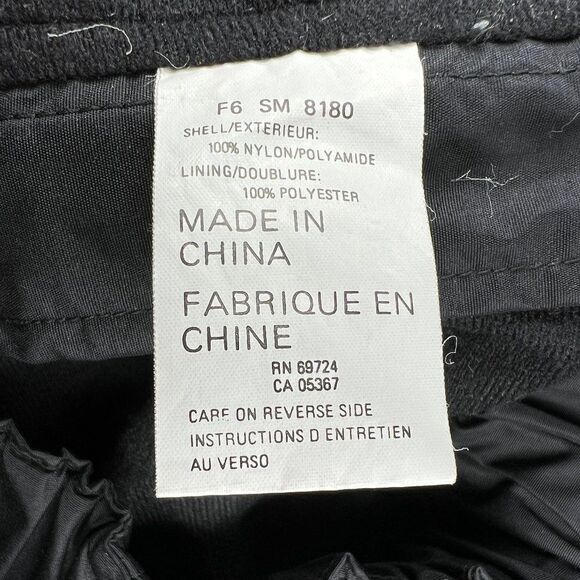 F6 SM 8180
SHELL/EXTERIEUR:
100% NYLON/POLYAMIDE
LINING/DOUBLURE:
100% POLYESTER
MADE IN
CHINA
FABRIQUE EN
CHINE
RN 69724
CA 05367
CARE ON REVERSE SIDE
INSTRUCTIONS D ENTRETIEN
AU VERSO